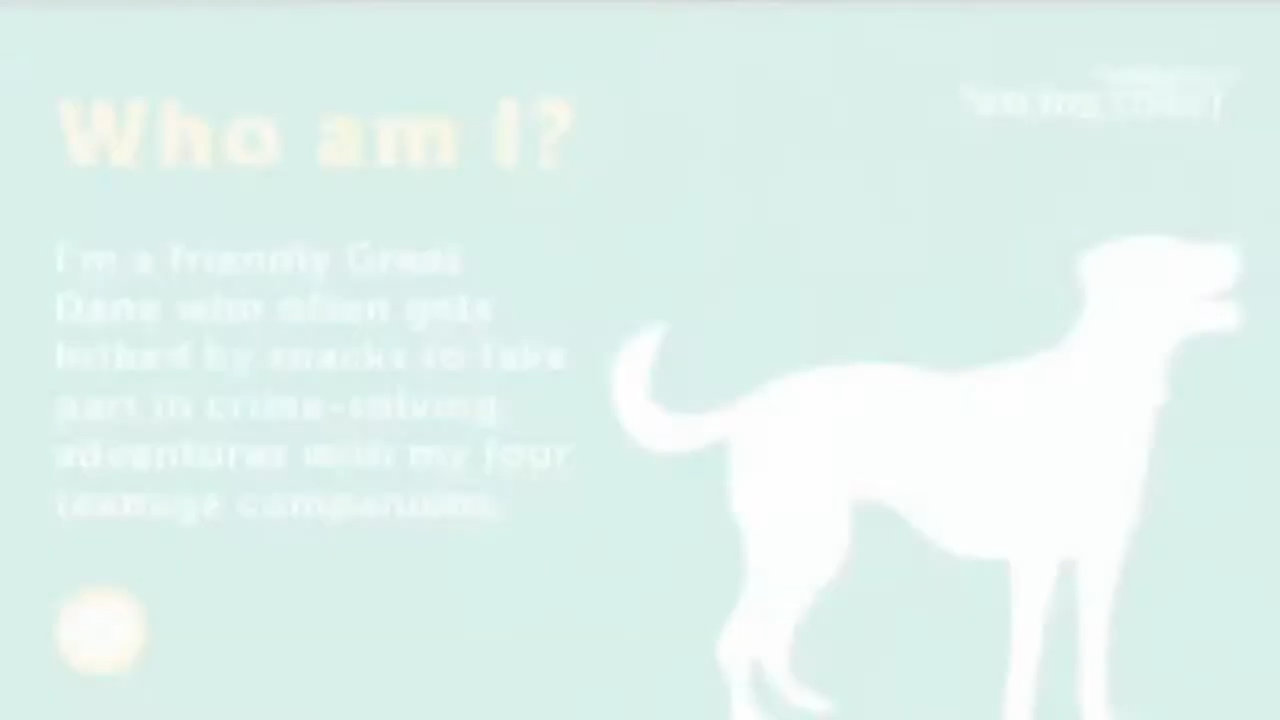 Who am I?
I'm a friendly Great
Dane who often gets
bribed by snacks to take
part in crime-solving
adventures with my four
teenage companions.